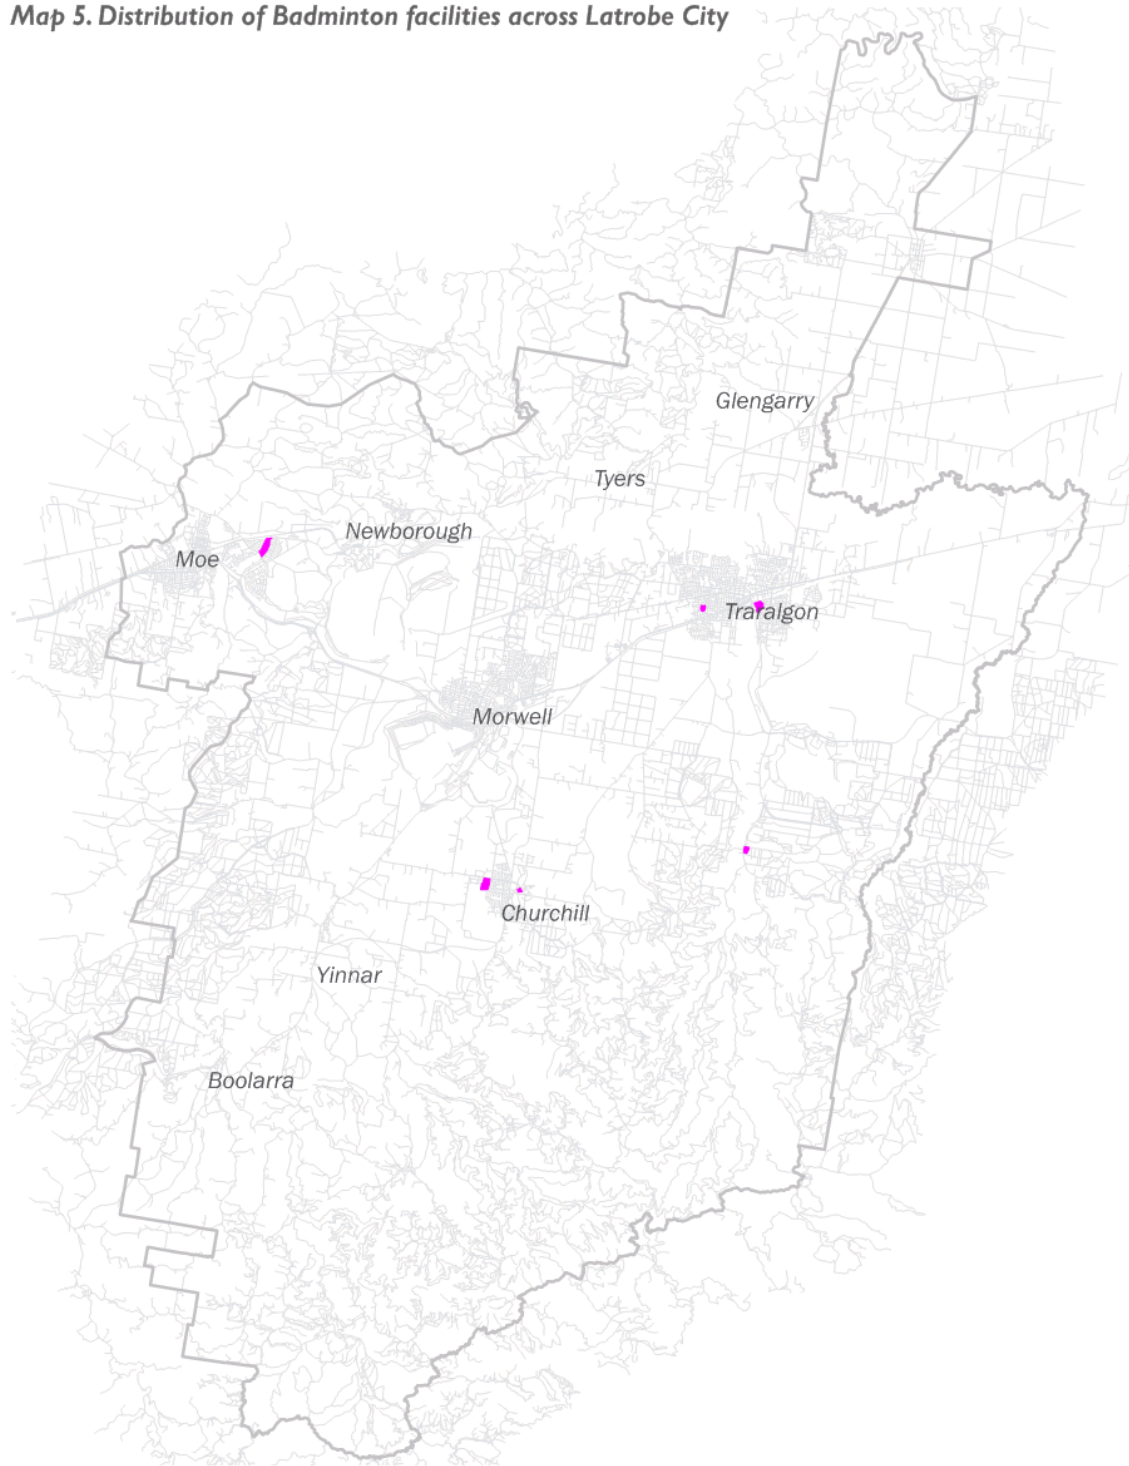 Map 5. Distribution of Badminton facilities across Latrobe City
Glengarry
Tyers
Newborough
Moe
Traralgon
Morwell
Churchill
Yinnar
Boolarra